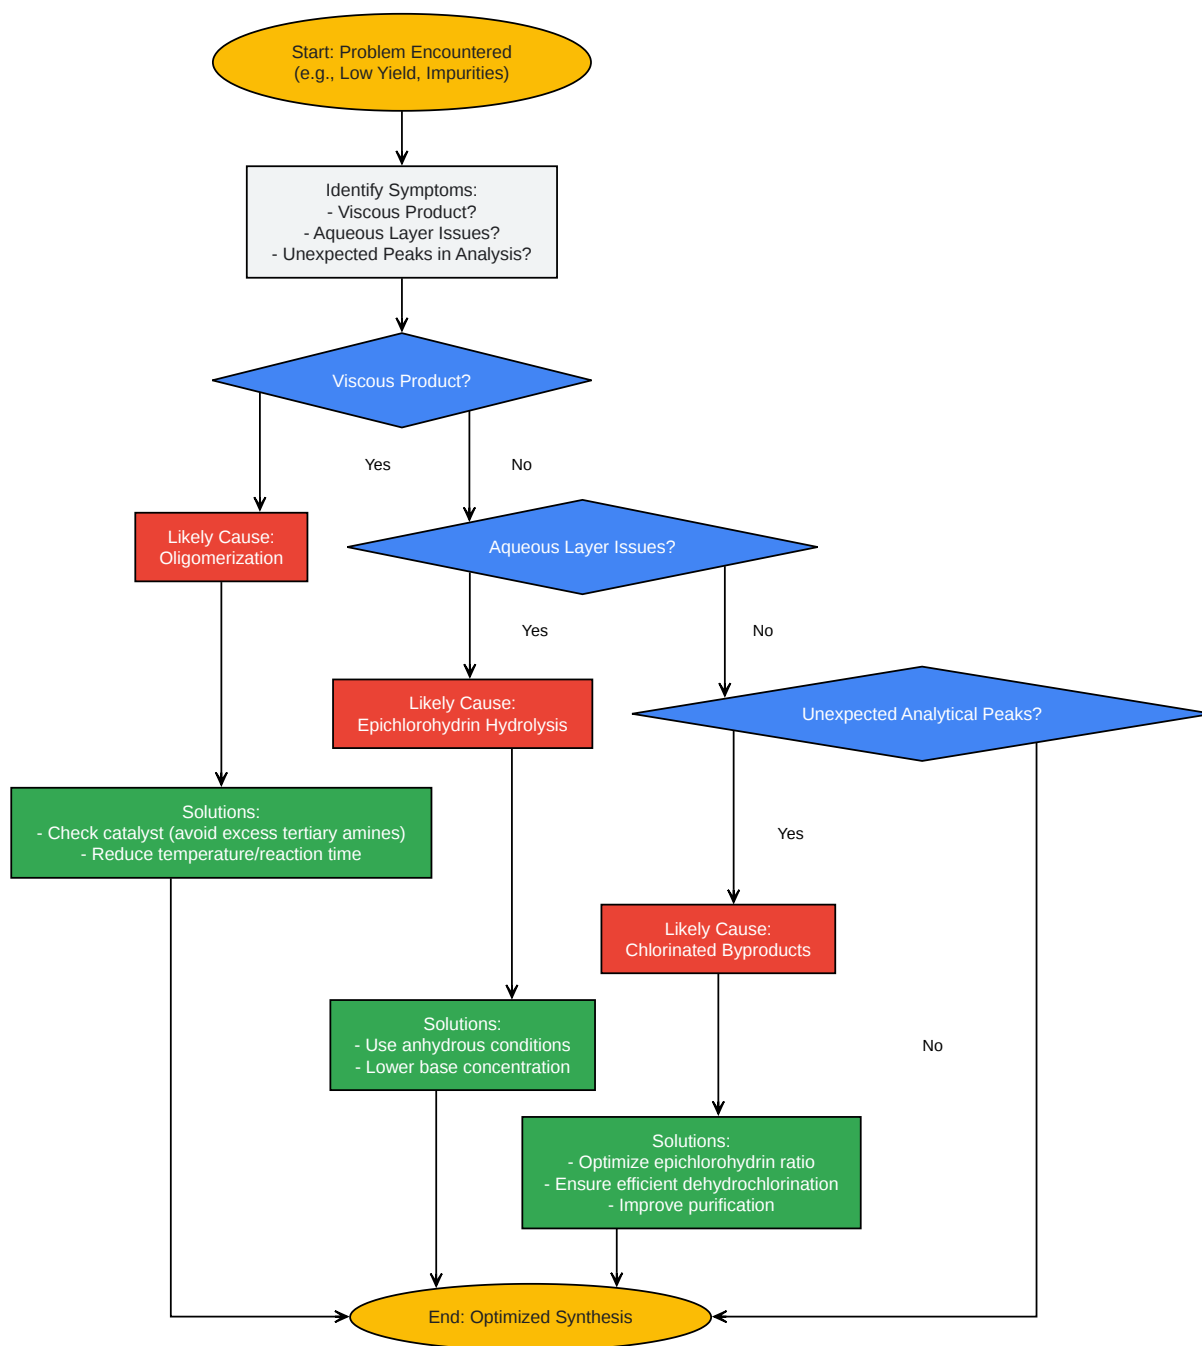 Start: Problem Encountered
(e.g., Low Yield, Impurities)
Identify Symptoms:
- Viscous Product?
- Aqueous Layer Issues?
- Unexpected Peaks in Analysis?
Viscous Product?
Yes
No
Likely Cause:
Oligomerization
Aqueous Layer Issues?
Yes
No
Likely Cause:
Epichlorohydrin Hydrolysis
Unexpected Analytical Peaks?
Solutions:
- Check catalyst (avoid excess tertiary amines)
- Reduce temperature/reaction time
Yes
Likely Cause:
Chlorinated Byproducts
Solutions:
- Use anhydrous conditions
- Lower base concentration
No
Solutions:
- Optimize epichlorohydrin ratio
- Ensure efficient dehydrochlorination
- Improve purification
End: Optimized Synthesis